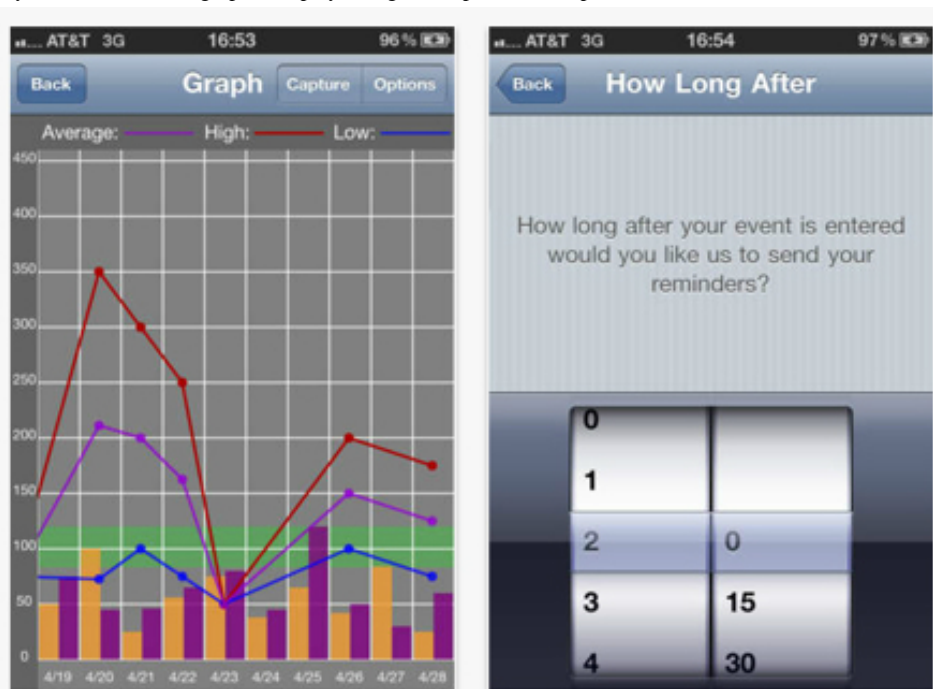 AT&T 3G 16:53 96%
Back Graph Capture Options
Average: High: Low:
450
400
350
300
250
200
150
100
50
0
4/19 4/20 4/21 4/22 4/23 4/24 4/25 4/26 4/27 4/28
AT&T 3G 16:54 97%
Back How Long After
How long after your event is entered
would you like us to send your
reminders?
0
1
2 0
3 15
4 30